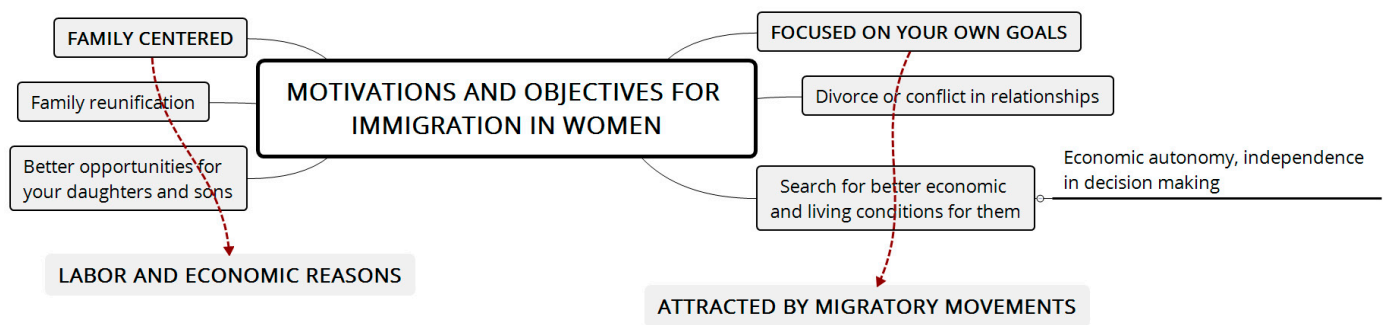 FAMILY CENTERED
Family reunification
Better opportunities for
your daughters and sons
LABOR AND ECONOMIC REASONS
MOTIVATIONS AND OBJECTIVES FOR
IMMIGRATION IN WOMEN
FOCUSED ON YOUR OWN GOALS
Divorce or conflict in relationships
Search for better economic
and living conditions for them
Economic autonomy, independence
in decision making
ATTRACTED BY MIGRATORY MOVEMENTS